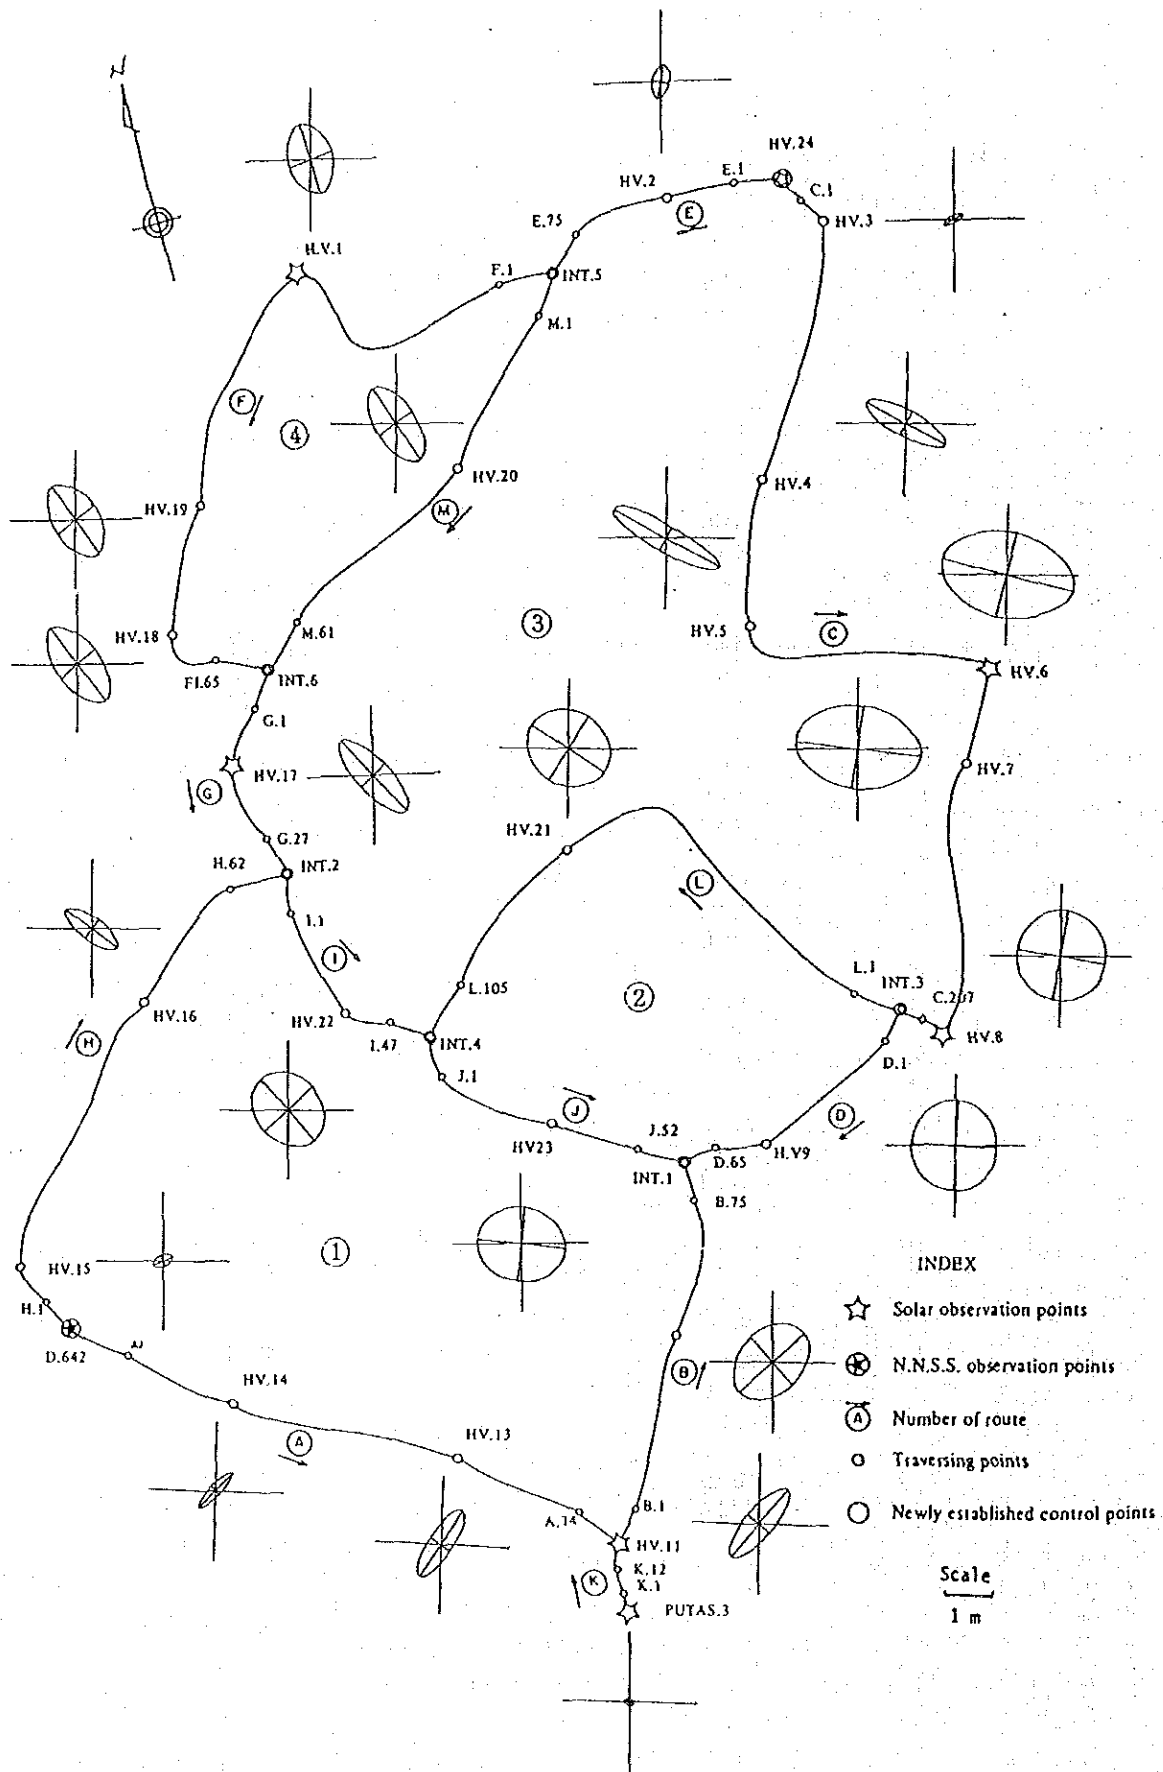 N
HV.24
E.1
HV.2
C.1
E
HV.3
E.75
H.V.1
F.1
INT.5
M.1
F
4
HV.20
HV.4
HV.19
M
3
HV.5
C
HV.18
M.61
HV.6
F1.65
INT.6
G.1
HV.17
HV.7
G
G.27
HV.21
H.62
INT.2
L
I.1
I
L.1
INT.3
L.105
2
C.207
HV.16
HV.22
H
I.47
INT.4
HV.8
D.1
J.1
J
D
HV23
J.52
D.65
H.V9
INT.1
B.75
1
HV.15
INDEX
H.1
Solar observation points
D.642
N.N.S.S. observation points
B
HV.14
A
Number of route
A
HV.13
Traversing points
A.74
B.1
Newly established control points
HV.11
K.12
K
K.1
Scale
PUTAS.3
1 m